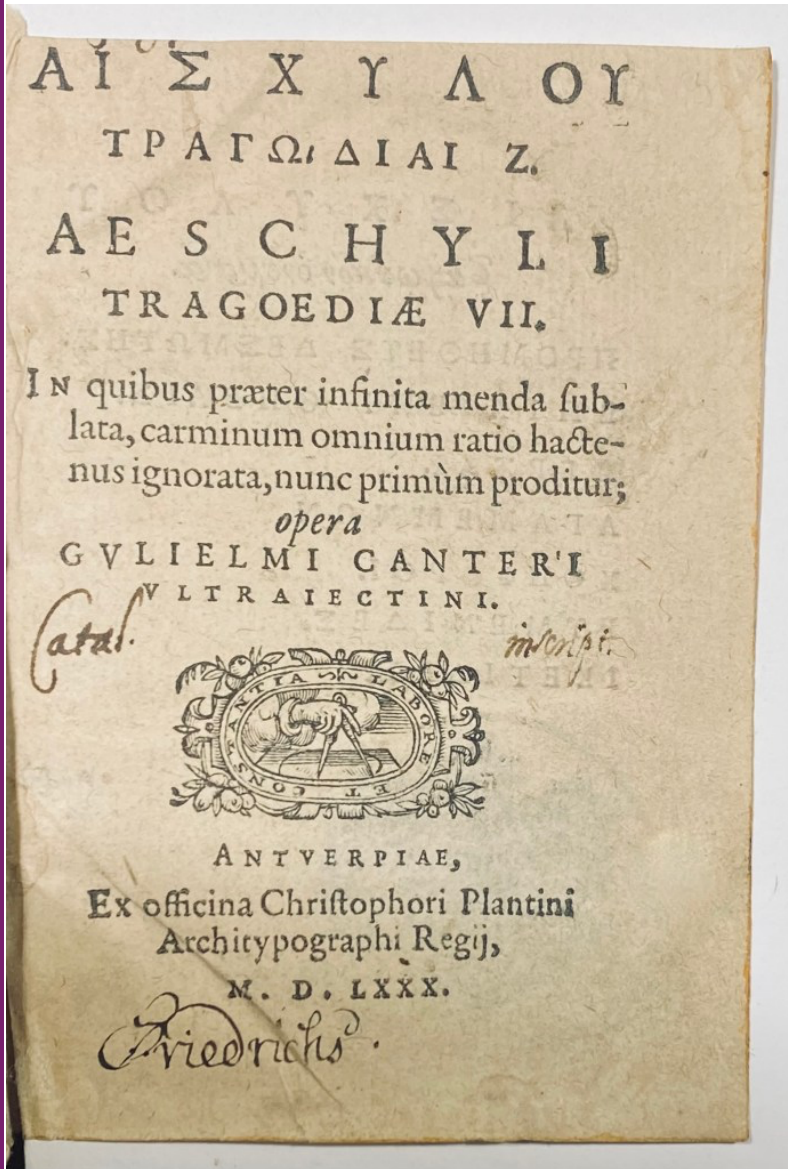 ΑΙΣΧΥΛΟΥ
ΤΡΑΓΩΙΔΙΑΙ Ζ.
AESCHYLI
TRAGOEDIÆ VII.
IN quibus præter infinita menda ſub-
lata, carminum omnium ratio hacte-
nus ignorata, nunc primùm proditur;
opera
GVLIELMI CANTERI
VLTRAIECTINI.
Catal. inscript.
LABORE ET CONSTANTIA
ANTVERPIAE,
Ex officina Chriſtophori Plantini
Architypographi Regij,
M. D. LXXX.
Friedrichs.